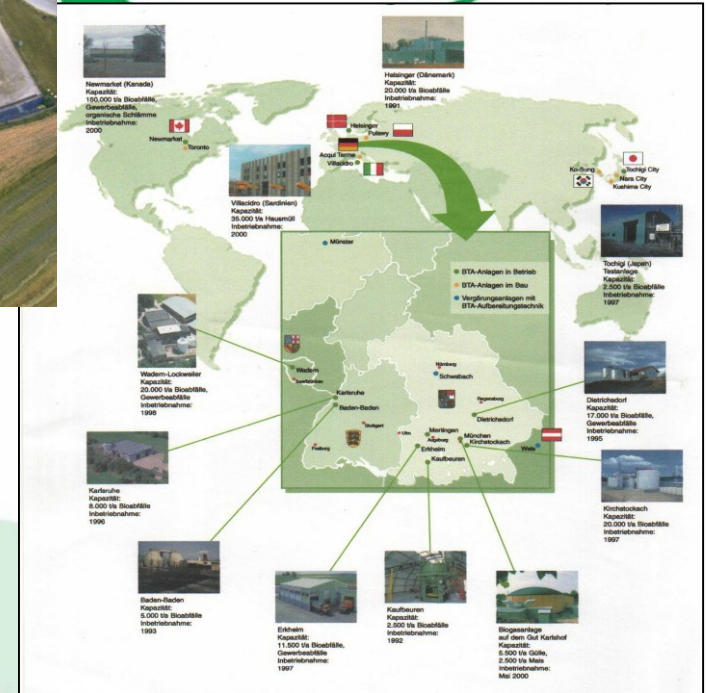 Newmarket (Kanada)
Kapazität:
150.000 t/a Bioabfälle,
Gewerbeabfälle,
organische Schlämme
Inbetriebnahme:
2000
Helsinger (Dänemark)
Kapazität:
20.000 t/a Bioabfälle
Inbetriebnahme:
1991
Newmarket
Toronto
Helsinger
Pulawy
Acqui Terme
Villacidro
Ko-Sung
Tochigi City
Nara City
Kushima City
Villacidro (Sardinien)
Kapazität:
35.000 t/a Hausmüll
Inbetriebnahme:
2000
Tochigi (Japan)
Testanlage
Kapazität:
2.500 t/a Bioabfälle
Inbetriebnahme:
1997
Münster
BTA-Anlagen in Betrieb
BTA-Anlagen im Bau
Vergärungsanlagen mit
BTA-Aufbereitungstechnik
Wadern
Saarbrücken
Karlsruhe
Baden-Baden
Stuttgart
Freiburg
Ulm
Nürnberg
Schwabach
Regensburg
Dietrichsdorf
Mertingen
Augsburg
München
Kirchstockach
Erkheim
Kaufbeuren
Wels
Wadern-Lockweiler
Kapazität:
20.000 t/a Bioabfälle,
Gewerbeabfälle
Inbetriebnahme:
1998
Dietrichsdorf
Kapazität:
17.000 t/a Bioabfälle,
Gewerbeabfälle
Inbetriebnahme:
1995
Karlsruhe
Kapazität:
8.000 t/a Bioabfälle
Inbetriebnahme:
1996
Kirchstockach
Kapazität:
20.000 t/a Bioabfälle
Inbetriebnahme:
1997
Baden-Baden
Kapazität:
5.000 t/a Bioabfälle
Inbetriebnahme:
1993
Erkheim
Kapazität:
11.500 t/a Bioabfälle,
Gewerbeabfälle
Inbetriebnahme:
1997
Kaufbeuren
Kapazität:
2.500 t/a Bioabfälle
Inbetriebnahme:
1992
Biogasanlage
auf dem Gut Karlshof
Kapazität:
5.500 t/a Gülle,
2.500 t/a Mais
Inbetriebnahme:
Mai 2000